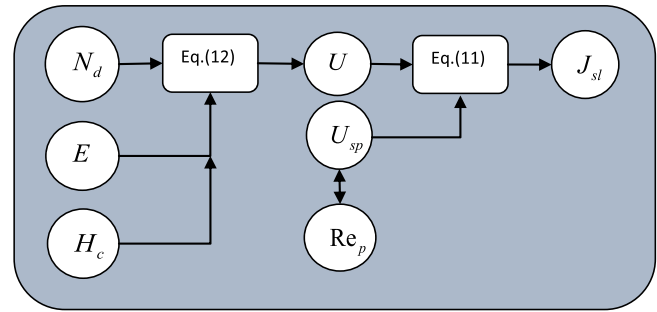 N_d
Eq.(12)
U
Eq.(11)
J_sl
E
U_sp
H_c
Re_p